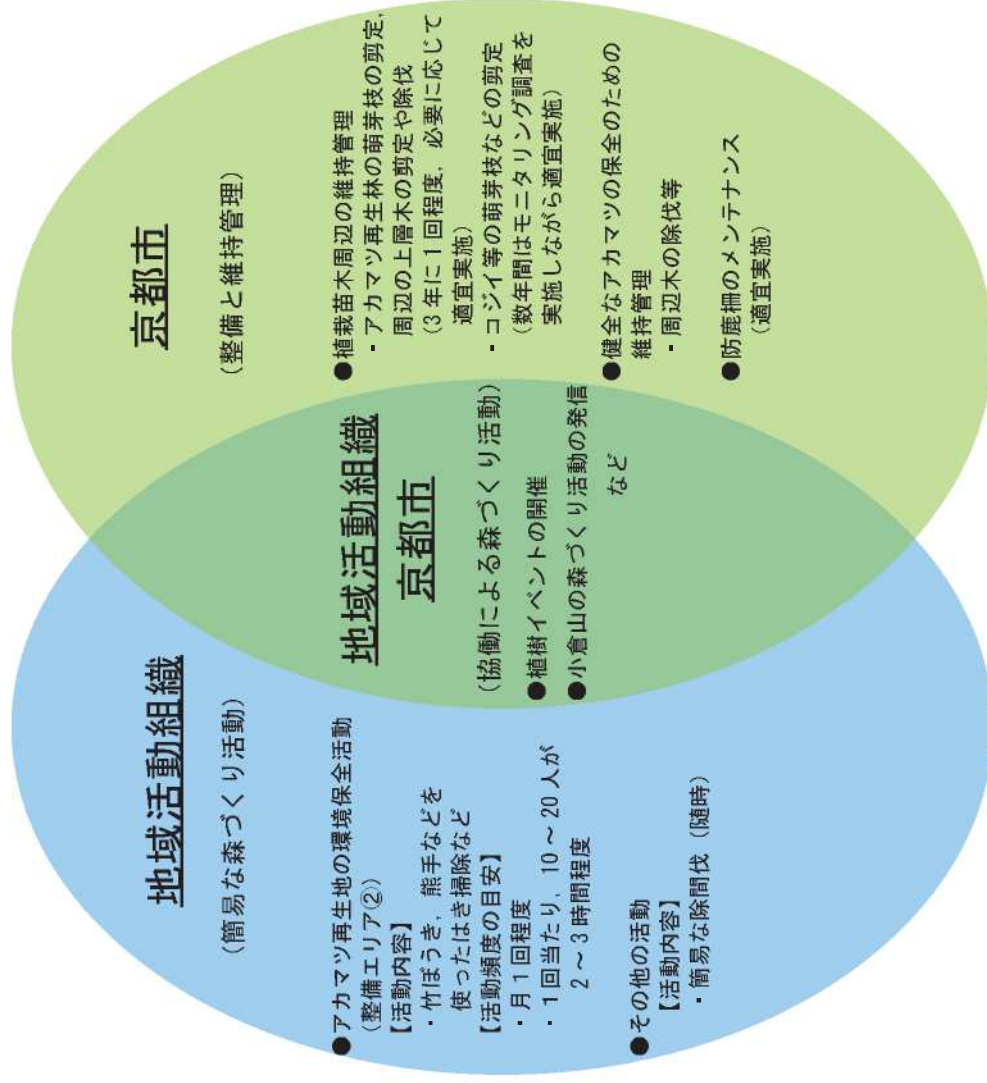 地域活動組織
（簡易な森づくり活動）
●アカマツ再生地の環境保全活動
（整備エリア②）
【活動内容】
・竹ぼうき，熊手などを
使ったはき掃除など
【活動頻度の目安】
・月１回程度
・１回当たり，10～20人が
２～３時間程度
●その他の活動
【活動内容】
・簡易な除間伐（随時）
地域活動組織
京都市
（協働による森づくり活動）
●植樹イベントの開催
●小倉山の森づくり活動の発信
など
京都市
（整備と維持管理）
●植栽苗木周辺の維持管理
・アカマツ再生林の萌芽枝の剪定，
周辺の上層木の剪定や除伐
（３年に１回程度，必要に応じて
適宜実施）
・コジイ等の萌芽枝などの剪定
（数年間はモニタリング調査を
実施しながら適宜実施）
●健全なアカマツの保全のための
維持管理
・周辺木の除伐等
●防鹿柵のメンテナンス
（適宜実施）